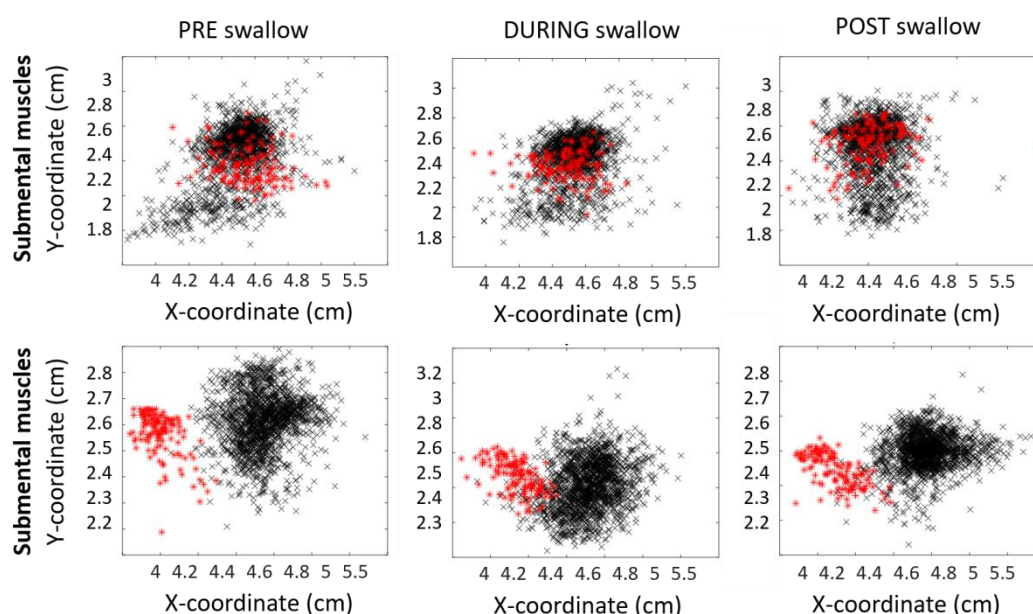 PRE swallow DURING swallow POST swallow
Submental muscles
Y-coordinate (cm)
3
2.8
2.6
2.4
2.2
2
1.8
4 4.2 4.4 4.6 4.8 5 5.5
X-coordinate (cm)
3
2.8
2.6
2.4
2.2
2
1.8
4 4.2 4.4 4.6 4.8 5 5.5
X-coordinate (cm)
3
2.8
2.6
2.4
2.2
2
1.8
4 4.2 4.4 4.6 4.8 5 5.5
X-coordinate (cm)
Submental muscles
Y-coordinate (cm)
2.8
2.7
2.6
2.5
2.4
2.3
2.2
4 4.2 4.6 4.8 5 5.5
X-coordinate (cm)
3.2
2.8
2.6
2.5
2.4
2.3
4 4.2 4.4 4.6 4.8 5 5.5
X-coordinate (cm)
2.8
2.7
2.6
2.5
2.4
2.3
2.2
4 4.2 4.4 4.6 4.8 5 5.5
X-coordinate (cm)